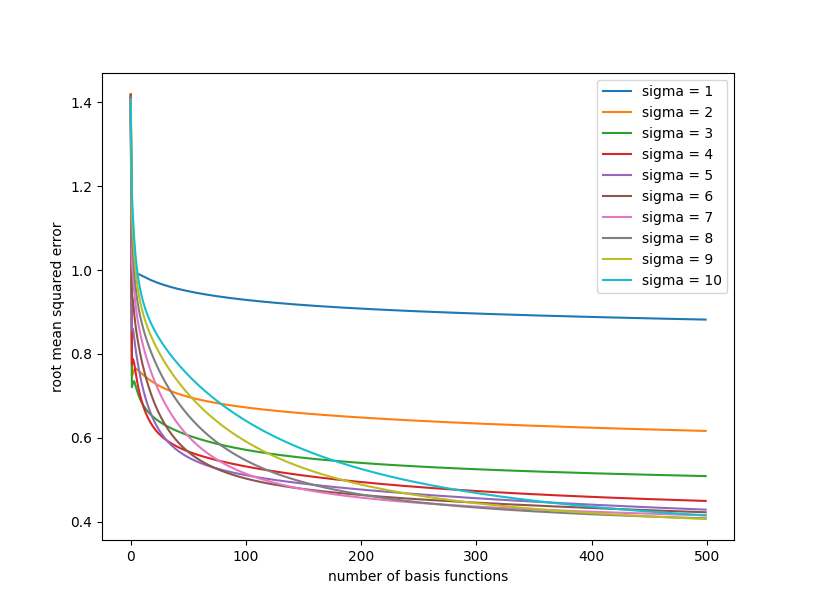 root mean squared error
1.4
1.2
1.0
0.8
0.6
0.4
sigma = 1
sigma = 2
sigma = 3
sigma = 4
sigma = 5
sigma = 6
sigma = 7
sigma = 8
sigma = 9
sigma = 10
0 100 200 300 400 500
number of basis functions